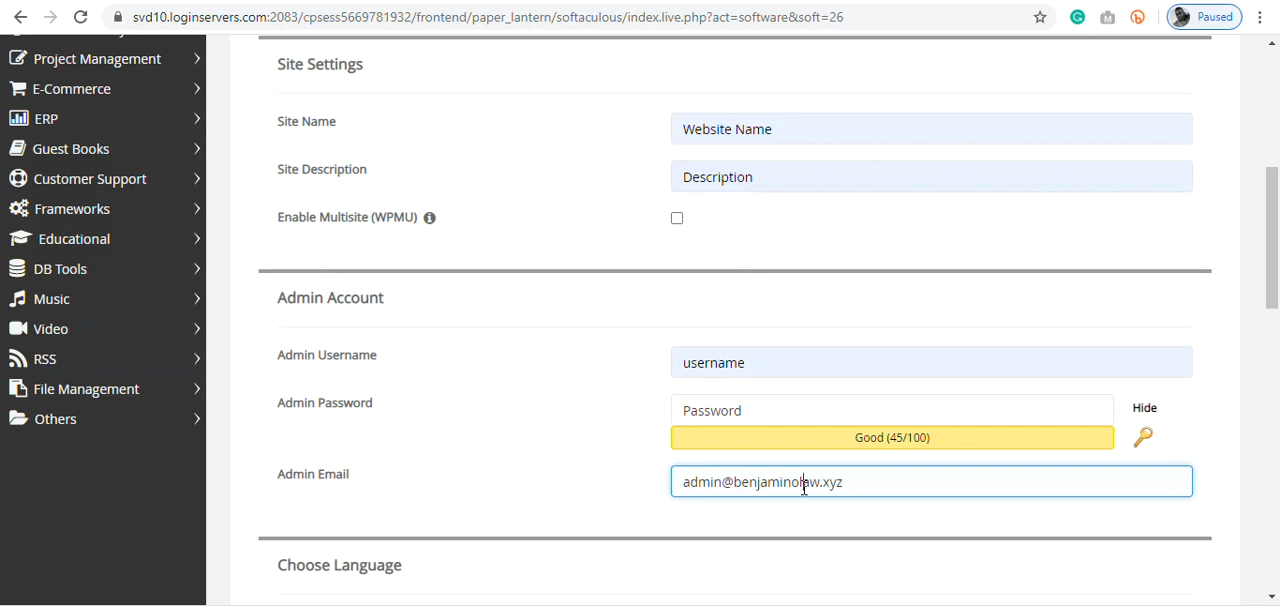 svd10.loginservers.com:2083/cpsess5669781932/frontend/paper_lantern/softaculous/index.live.php?act=software&soft=26
Paused
Project Management
E-Commerce
ERP
Guest Books
Customer Support
Frameworks
Educational
DB Tools
Music
Video
RSS
File Management
Others
Site Settings
Site Name
Website Name
Site Description
Description
Enable Multisite (WPMU)
Admin Account
Admin Username
username
Admin Password
Password
Hide
Good (45/100)
Admin Email
admin@benjaminolaw.xyz
Choose Language